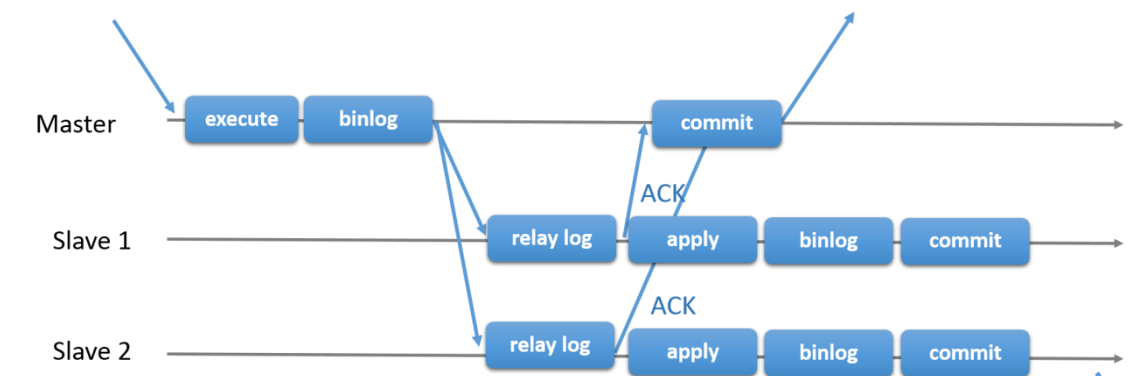 Master execute binlog commit
ACK
Slave 1 relay log apply binlog commit
ACK
Slave 2 relay log apply binlog commit